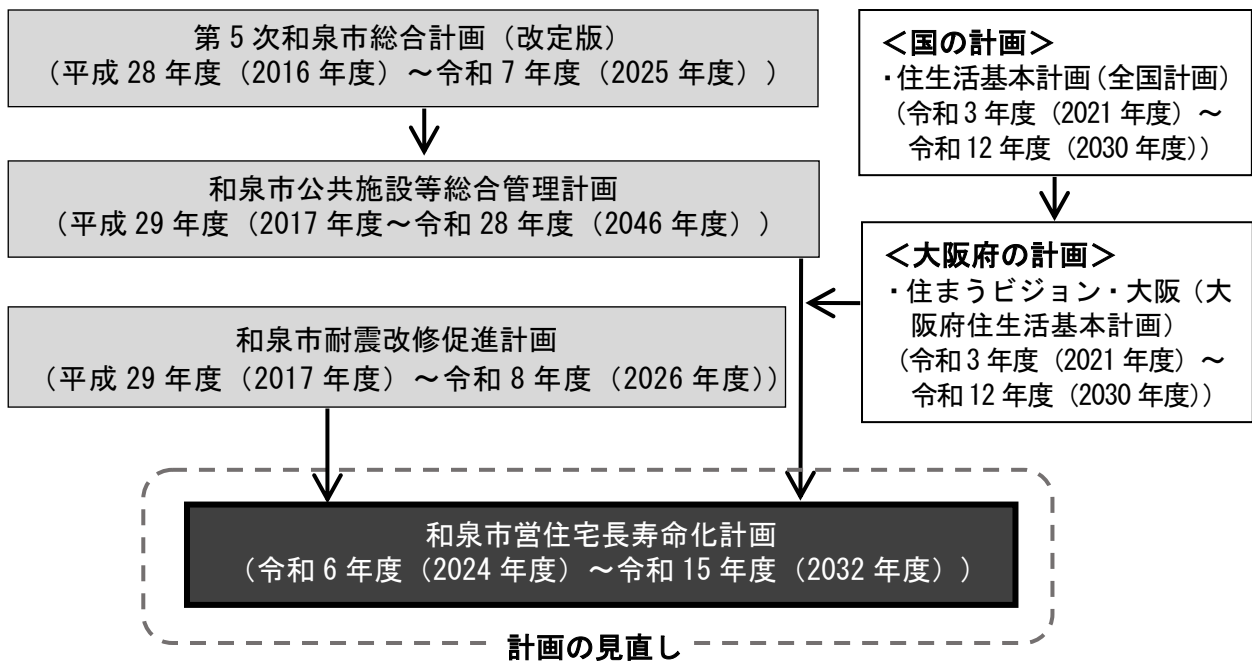 第5次和泉市総合計画（改定版）
（平成 28 年度（2016 年度）～令和 7 年度（2025 年度））
和泉市公共施設等総合管理計画
（平成 29 年度（2017 年度～令和 28 年度（2046 年度））
和泉市耐震改修促進計画
（平成 29 年度（2017 年度）～令和 8 年度（2026 年度））
＜国の計画＞
・住生活基本計画（全国計画）
（令和 3 年度（2021 年度）～
令和 12 年度（2030 年度））
＜大阪府の計画＞
・住まうビジョン・大阪（大
阪府住生活基本計画）
（令和 3 年度（2021 年度）～
令和 12 年度（2030 年度））
和泉市営住宅長寿命化計画
（令和 6 年度（2024 年度）～令和 15 年度（2032 年度））
計画の見直し